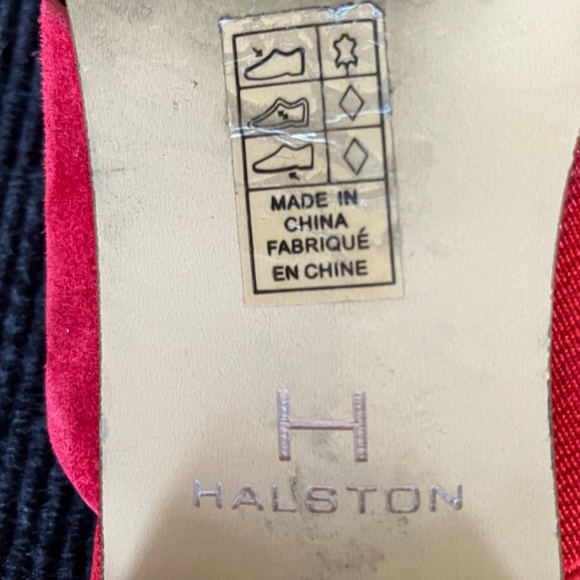 MADE IN
CHINA
FABRIQUÉ
EN CHINE
H
HALSTON